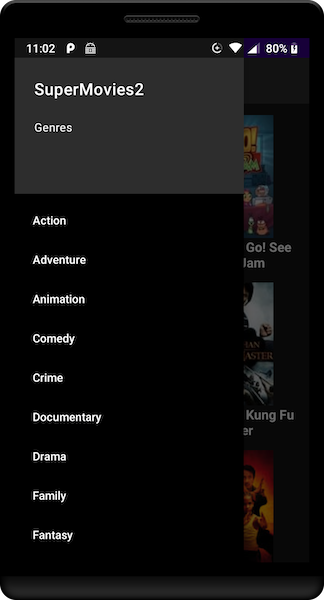 11:02
80%
SuperMovies2
Genres
Action
Adventure
Animation
Comedy
Crime
Documentary
Drama
Family
Fantasy
Go! See
Jam
Kung Fu